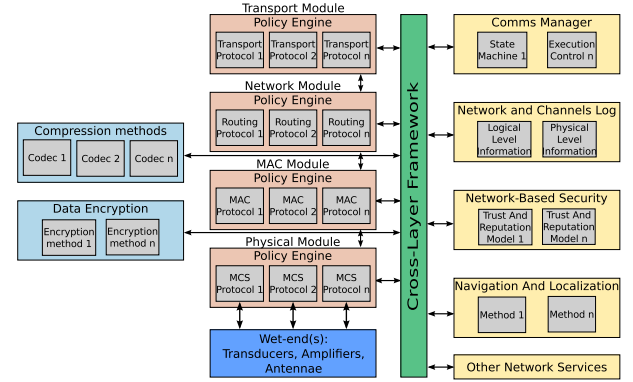 Transport Module
Policy Engine
Transport Transport Transport
Protocol 1 Protocol 2 Protocol n
Network Module
Policy Engine
Routing Routing Routing
Protocol 1 Protocol 2 Protocol n
MAC Module
Policy Engine
MAC MAC MAC
Protocol 1 Protocol 2 Protocol n
Physical Module
Policy Engine
MCS MCS MCS
Protocol 1 Protocol 2 Protocol n
Wet-end(s):
Transducers, Amplifiers,
Antennae
Compression methods
Codec 1 Codec 2 Codec n
Data Encryption
Encryption Encryption
method 1 method n
Cross-Layer Framework
Comms Manager
State Execution
Machine 1 Control n
Network and Channels Log
Logical Physical
Level Level
Information Information
Network-Based Security
Trust And Trust And
Reputation Reputation
Model 1 Model n
Navigation And Localization
Method 1 Method n
Other Network Services